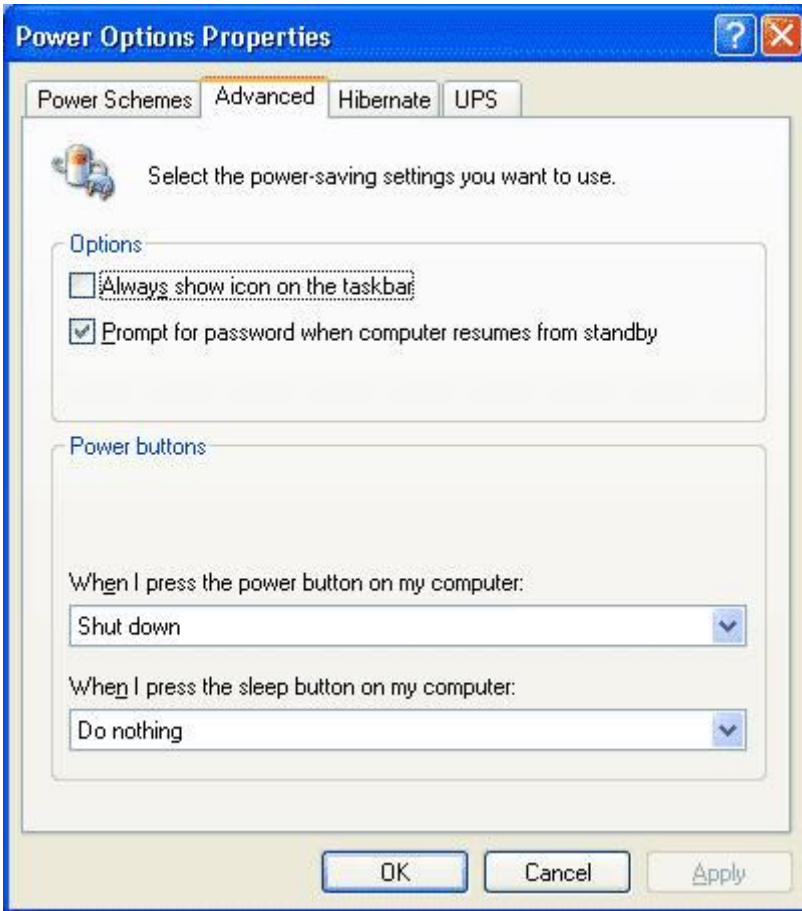 Power Options Properties
?
Power Schemes Advanced Hibernate UPS
Select the power-saving settings you want to use.
Options
Always show icon on the taskbar
Prompt for password when computer resumes from standby
Power buttons
When I press the power button on my computer:
Shut down
When I press the sleep button on my computer:
Do nothing
OK Cancel Apply